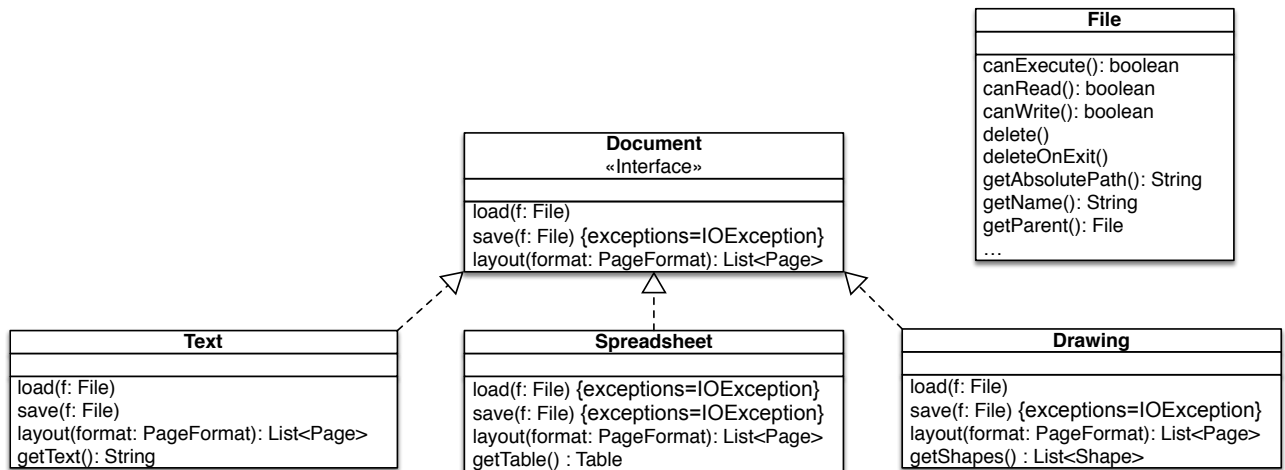 File
canExecute(): boolean
canRead(): boolean
canWrite(): boolean
delete()
deleteOnExit()
getAbsolutePath(): String
getName(): String
getParent(): File
…
Document
«Interface»
load(f: File)
save(f: File) {exceptions=IOException}
layout(format: PageFormat): List<Page>
Text
load(f: File)
save(f: File)
layout(format: PageFormat): List<Page>
getText(): String
Spreadsheet
load(f: File) {exceptions=IOException}
save(f: File) {exceptions=IOException}
layout(format: PageFormat): List<Page>
getTable() : Table
Drawing
load(f: File)
save(f: File) {exceptions=IOException}
layout(format: PageFormat): List<Page>
getShapes() : List<Shape>